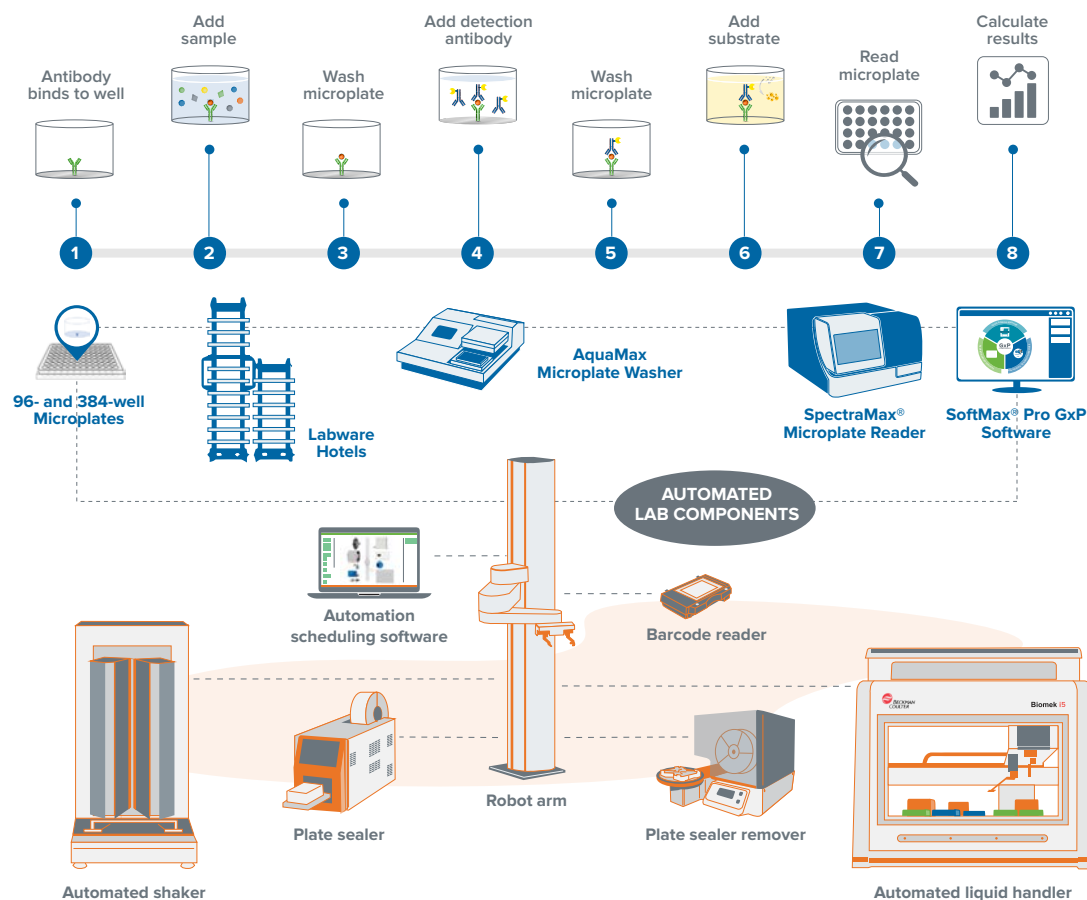 Antibody
binds to well
Add
sample
Wash
microplate
Add detection
antibody
Wash
microplate
Add
substrate
Read
microplate
Calculate
results
1
2
3
4
5
6
7
8
96- and 384-well
Microplates
Labware
Hotels
AquaMax
Microplate Washer
SpectraMax®
Microplate Reader
GxP
SoftMax® Pro GxP
Software
AUTOMATED
LAB COMPONENTS
Automation
scheduling software
Barcode reader
Robot arm
Plate sealer
Plate sealer remover
BECKMAN
COULTER
Biomek i5
Automated shaker
Automated liquid handler